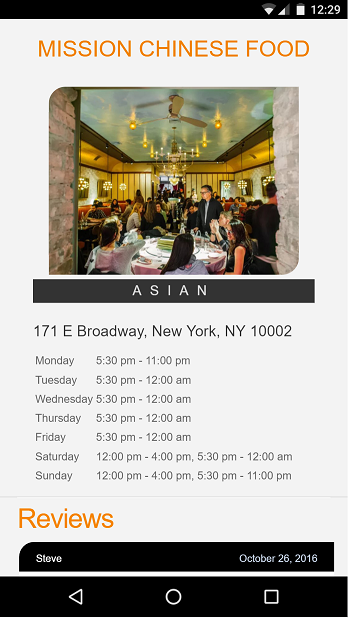 12:29
MISSION CHINESE FOOD
ASIAN
171 E Broadway, New York, NY 10002
Monday 5:30 pm - 11:00 pm
Tuesday 5:30 pm - 12:00 am
Wednesday 5:30 pm - 12:00 am
Thursday 5:30 pm - 12:00 am
Friday 5:30 pm - 12:00 am
Saturday 12:00 pm - 4:00 pm, 5:30 pm - 12:00 am
Sunday 12:00 pm - 4:00 pm, 5:30 pm - 11:00 pm
Reviews
Steve October 26, 2016